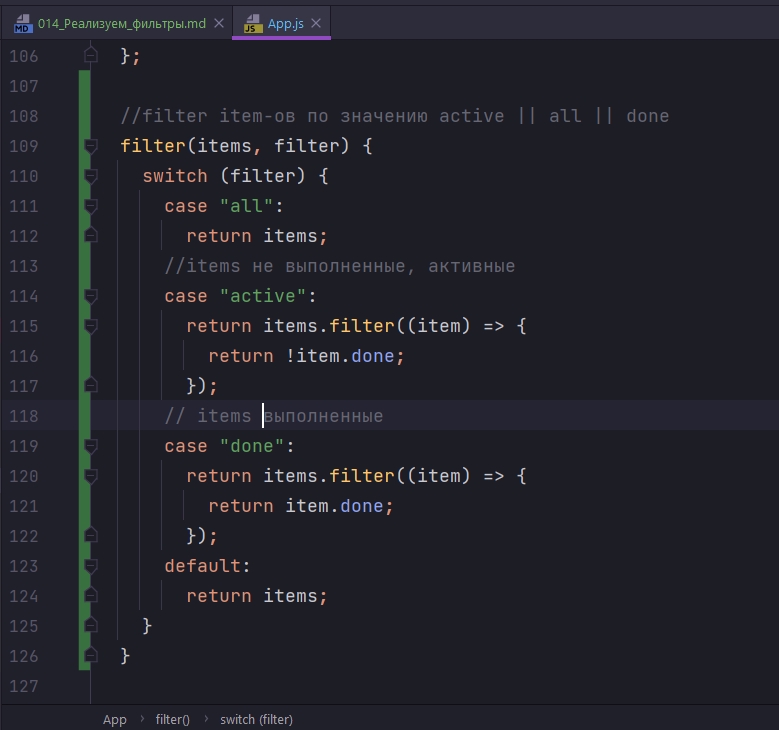 MD 014_Реализуем_фильтры.md JS App.js
106 };
107
108 //filter item-ов по значению active || all || done
109 filter(items, filter) {
110 switch (filter) {
111 case "all":
112 return items;
113 //items не выполненные, активные
114 case "active":
115 return items.filter((item) => {
116 return !item.done;
117 });
118 // items выполненные
119 case "done":
120 return items.filter((item) => {
121 return item.done;
122 });
123 default:
124 return items;
125 }
126 }
127
App › filter() › switch (filter)